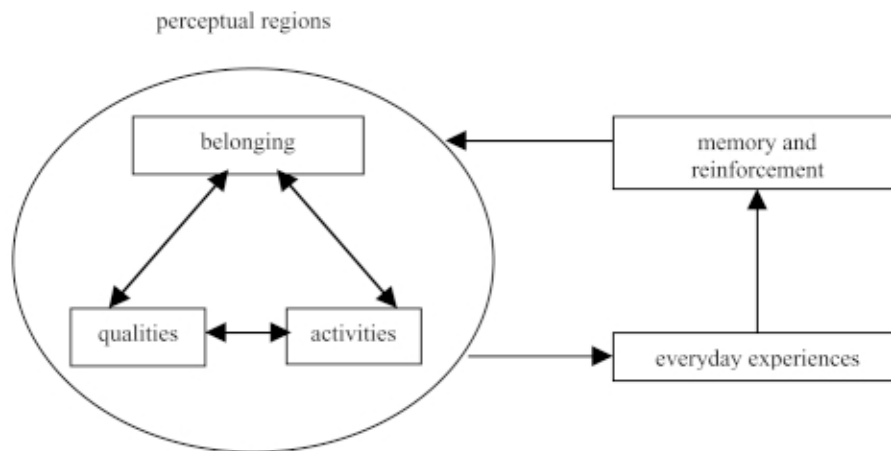 perceptual regions
belonging
memory and
reinforcement
qualities
activities
everyday experiences